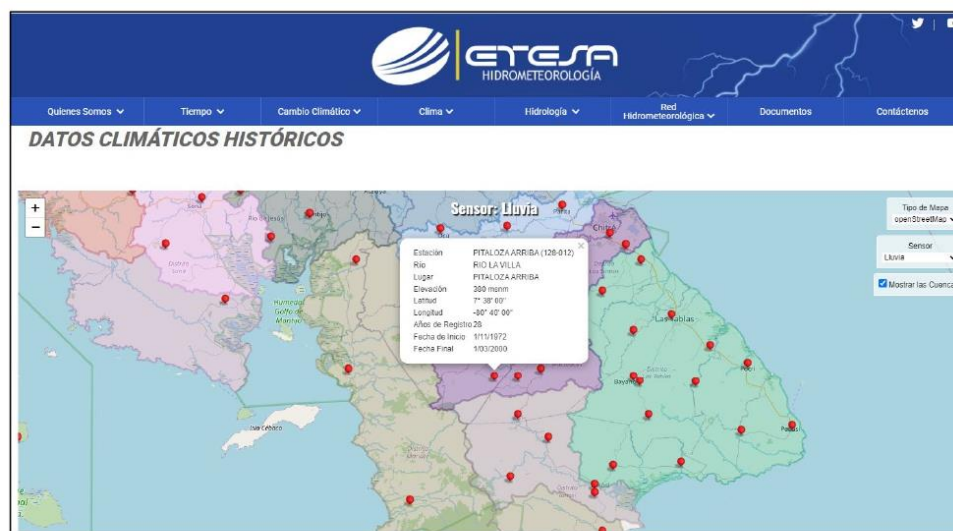 ETESA
HIDROMETEOROLOGÍA
Quienes Somos
Tiempo
Cambio Climático
Clima
Hidrología
Red
Hidrometeorológica
Documentos
Contáctenos
DATOS CLIMÁTICOS HISTÓRICOS
+
−
Sensor: Lluvia
Tipo de Mapa
openStreetMap
Sensor
Lluvia
Mostrar las Cuenca
×
Estación PITALOZA ARRIBA (128-012)
Río RIO LA VILLA
Lugar PITALOZA ARRIBA
Elevación 380 msnm
Latitud 7° 38' 00"
Longitud -80° 40' 00"
Años de Registro 28
Fecha de Inicio 1/11/1972
Fecha Final 1/03/2000
Las Tablas
Isla Cébaco